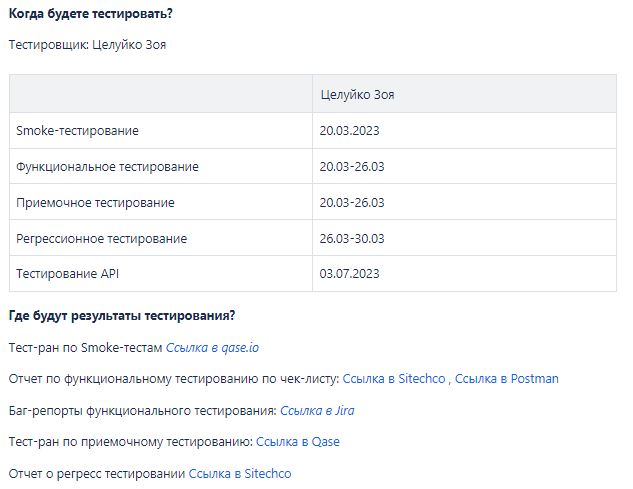 Когда будете тестировать?
Тестировщик: Целуйко Зоя
Целуйко Зоя
Smoke-тестирование 20.03.2023
Функциональное тестирование 20.03-26.03
Приемочное тестирование 20.03-26.03
Регрессионное тестирование 26.03-30.03
Тестирование API 03.07.2023
Где будут результаты тестирования?
Тест-ран по Smoke-тестам Ссылка в qase.io
Отчет по функциональному тестированию по чек-листу: Ссылка в Sitechco , Ссылка в Postman
Баг-репорты функционального тестирования: Ссылка в Jira
Тест-ран по приемочному тестированию: Ссылка в Qase
Отчет о регресс тестировании Ссылка в Sitechco